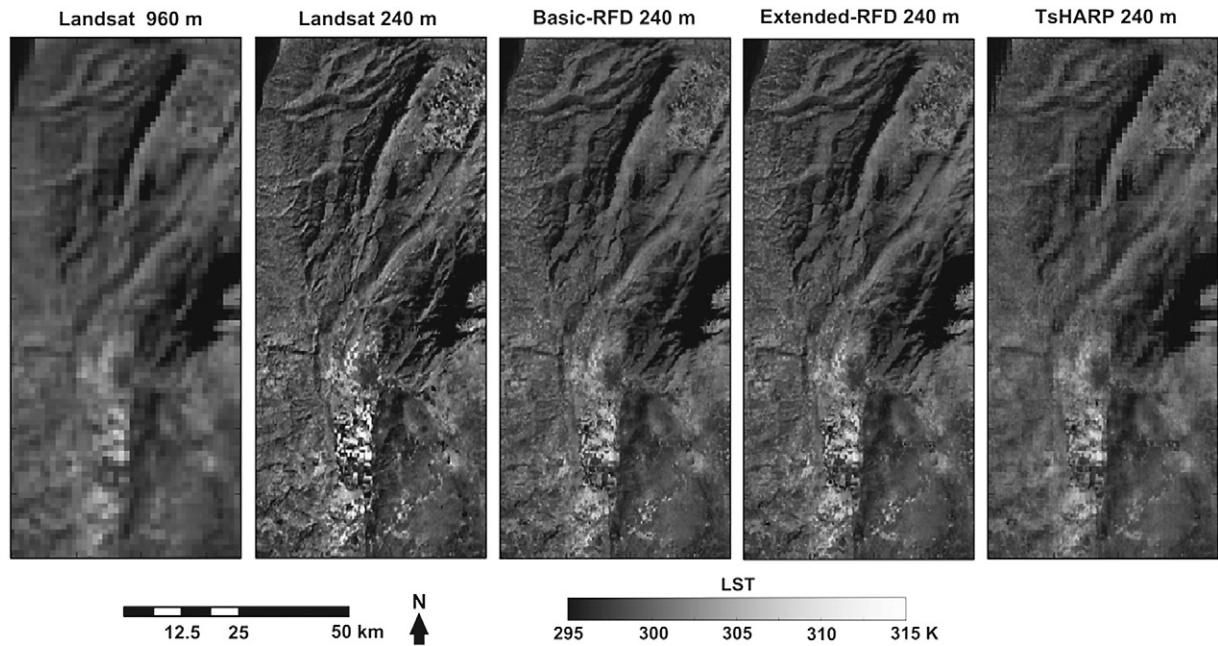 Landsat 960 m
Landsat 240 m
Basic-RFD 240 m
Extended-RFD 240 m
TsHARP 240 m
LST
N
12.5 25 50 km
295 300 305 310 315 K